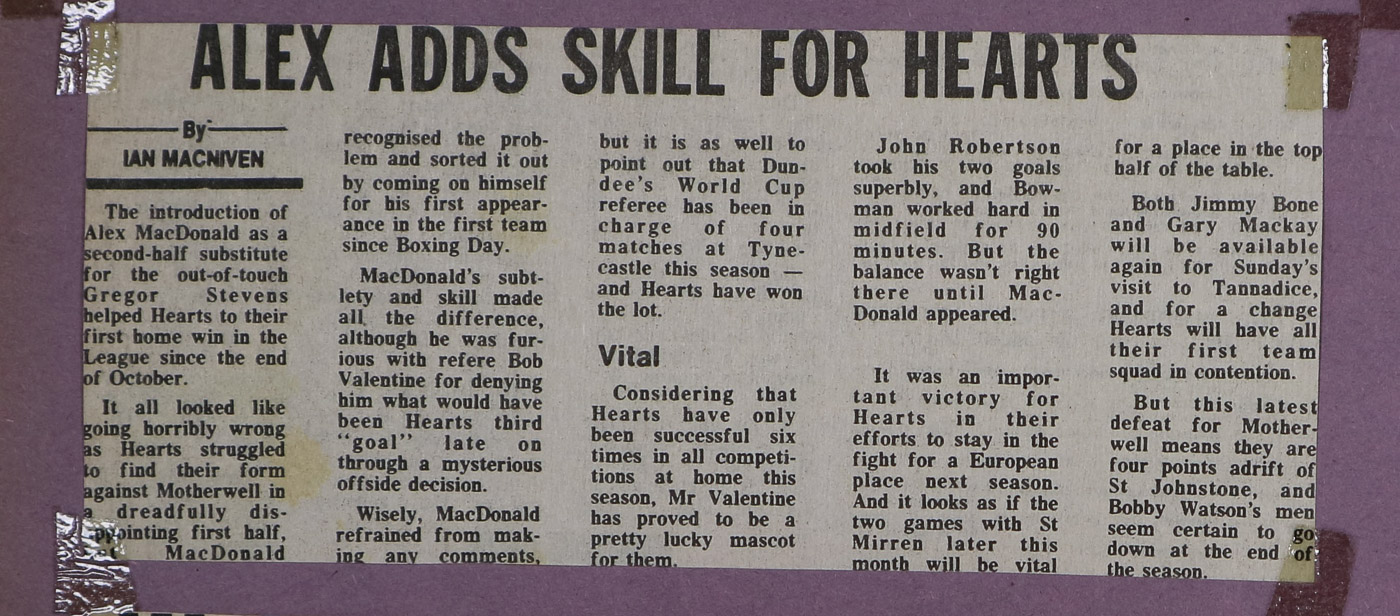 ALEX ADDS SKILL FOR HEARTS
By
IAN MACNIVEN
The introduction of
Alex MacDonald as a
second-half substitute
for the out-of-touch
Gregor Stevens
helped Hearts to their
first home win in the
League since the end
of October.
It all looked like
going horribly wrong
as Hearts struggled
to find their form
against Motherwell in
a dreadfully dis-
appointing first half,
MacDonald
recognised the prob-
lem and sorted it out
by coming on himself
for his first appear-
ance in the first team
since Boxing Day.
MacDonald's subt-
lety and skill made
all the difference,
although he was fur-
ious with refere Bob
Valentine for denying
him what would have
been Hearts third
"goal" late on
through a mysterious
offside decision.
Wisely, MacDonald
refrained from mak-
ing any comments,
but it is as well to
point out that Dun-
dee's World Cup
referee has been in
charge of four
matches at Tyne-
castle this season —
and Hearts have won
the lot.
Vital
Considering that
Hearts have only
been successful six
times in all competi-
tions at home this
season, Mr Valentine
has proved to be a
pretty lucky mascot
for them.
John Robertson
took his two goals
superbly, and Bow-
man worked hard in
midfield for 90
minutes. But the
balance wasn't right
there until Mac-
Donald appeared.
It was an impor-
tant victory for
Hearts in their
efforts to stay in the
fight for a European
place next season.
And it looks as if the
two games with St
Mirren later this
month will be vital
for a place in the top
half of the table.
Both Jimmy Bone
and Gary Mackay
will be available
again for Sunday's
visit to Tannadice,
and for a change
Hearts will have all
their first team
squad in contention.
But this latest
defeat for Mother-
well means they are
four points adrift of
St Johnstone, and
Bobby Watson's men
seem certain to go
down at the end of
the season.